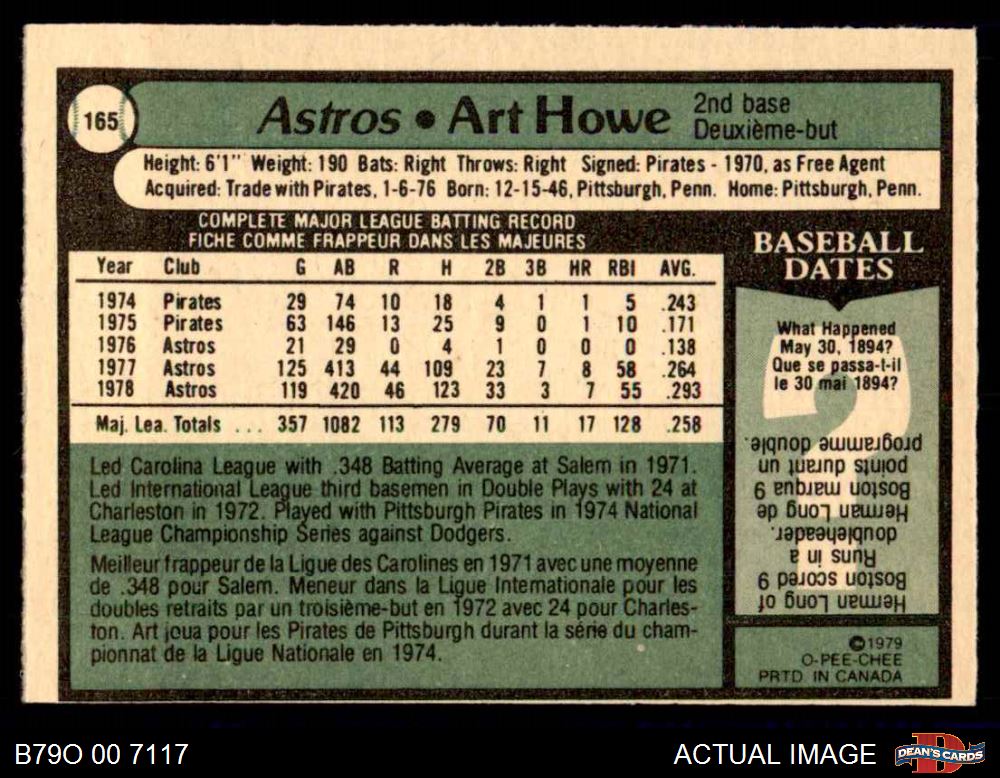 165
Astros • Art Howe
2nd base
Deuxième-but
Height: 6'1" Weight: 190 Bats: Right Throws: Right Signed: Pirates - 1970, as Free Agent
Acquired: Trade with Pirates, 1-6-76 Born: 12-15-46, Pittsburgh, Penn. Home: Pittsburgh, Penn.
COMPLETE MAJOR LEAGUE BATTING RECORD
FICHE COMME FRAPPEUR DANS LES MAJEURES
Year Club G AB R H 2B 3B HR RBI AVG.
1974 Pirates 29 74 10 18 4 1 1 5 .243
1975 Pirates 63 146 13 25 9 0 1 10 .171
1976 Astros 21 29 0 4 1 0 0 0 .138
1977 Astros 125 413 44 109 23 7 8 58 .264
1978 Astros 119 420 46 123 33 3 7 55 .293
Maj. Lea. Totals ... 357 1082 113 279 70 11 17 128 .258
Led Carolina League with .348 Batting Average at Salem in 1971.
Led International League third basemen in Double Plays with 24 at
Charleston in 1972. Played with Pittsburgh Pirates in 1974 National
League Championship Series against Dodgers.
Meilleur frappeur de la Ligue des Carolines en 1971 avec une moyenne
de .348 pour Salem. Meneur dans la Ligue Internationale pour les
doubles retraits par un troisième-but en 1972 avec 24 pour Charles-
ton. Art joua pour les Pirates de Pittsburgh durant la série du cham-
pionnat de la Ligue Nationale en 1974.
BASEBALL
DATES
What Happened
May 30, 1894?
Que se passa-t-il
le 30 mai 1894?
Herman Long of
Boston scored 9
Runs in a
doubleheader.
Herman Long de
Boston marqua 9
points durant un
programme double.
©1979
O-PEE-CHEE
PRTD. IN CANADA
B79O 00 7117
ACTUAL IMAGE
DEAN'S CARDS